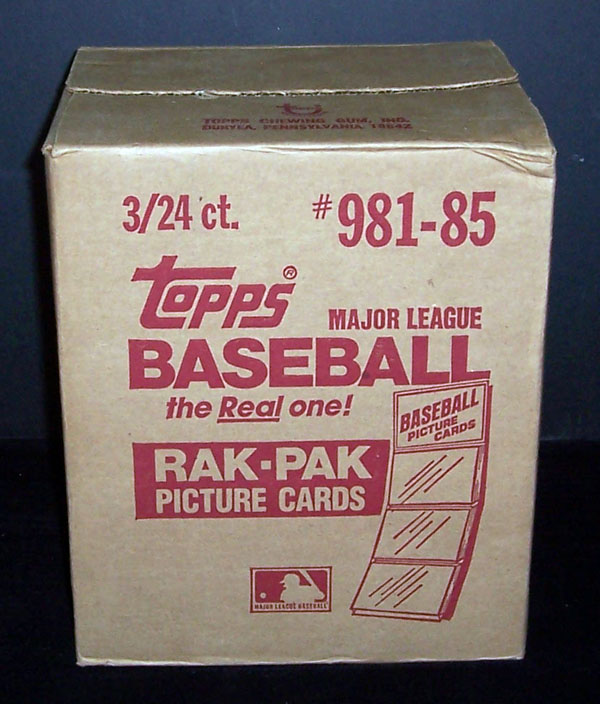 TOPPS CHEWING GUM, INC.
DURYEA, PENNSYLVANIA 18642
3/24 ct. #981-85
Topps®
MAJOR LEAGUE
BASEBALL
the Real one!
RAK-PAK
PICTURE CARDS
BASEBALL
PICTURE
CARDS
MAJOR LEAGUE BASEBALL